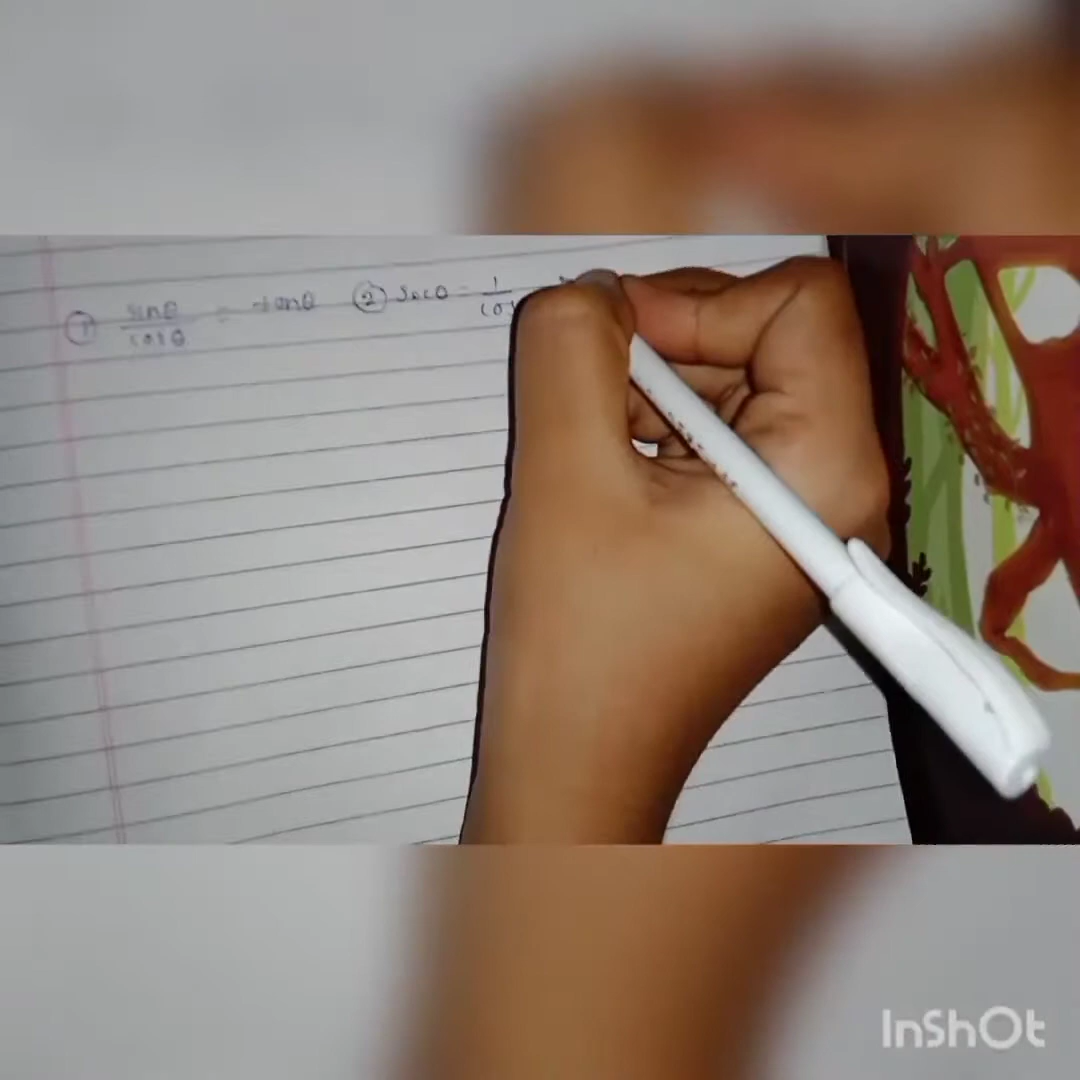 ① sinθ/cosθ = tanθ ② secθ = 1/cos
InShOt